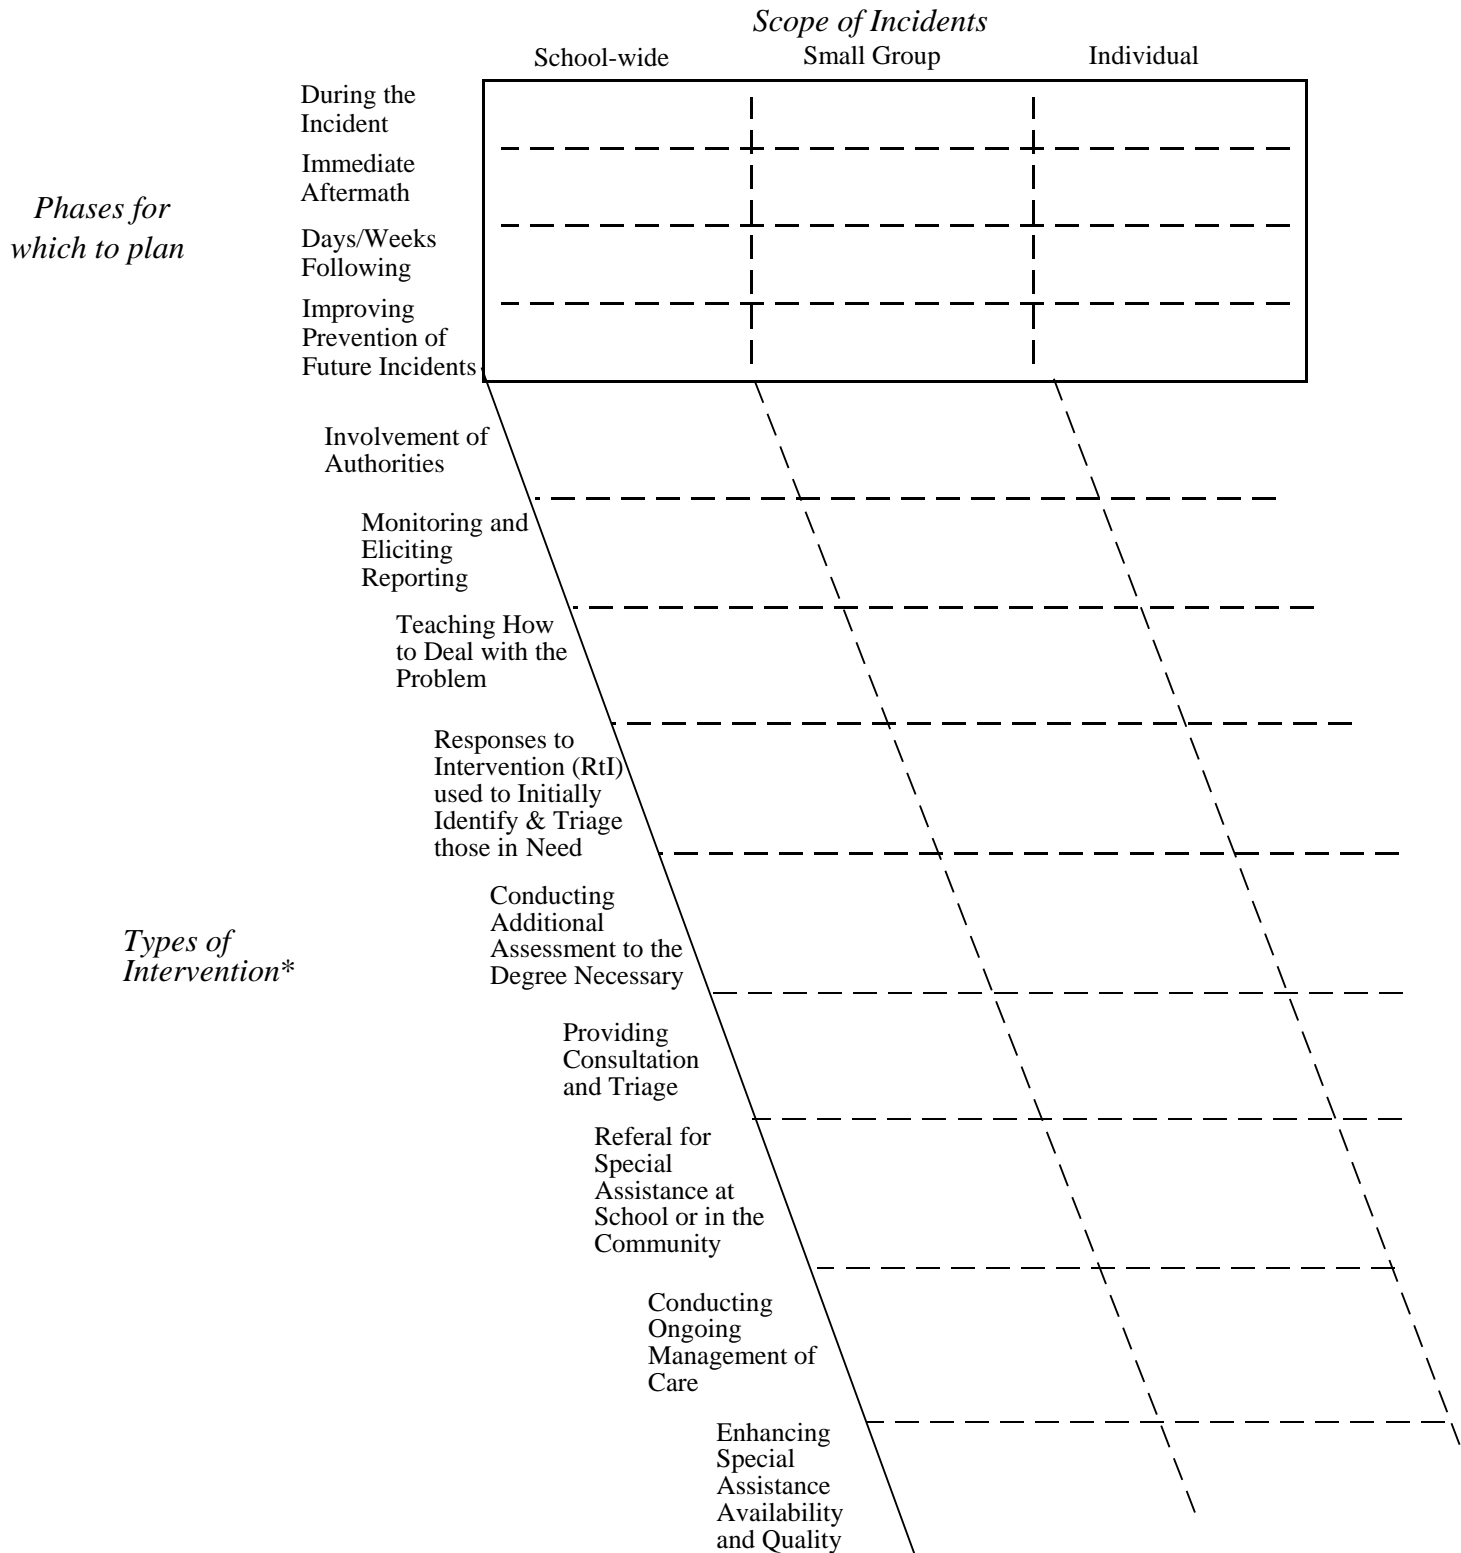 Scope of Incidents
School-wide
Small Group
Individual
During the
Incident
Immediate
Aftermath
Phases for
which to plan
Days/Weeks
Following
Improving
Prevention of
Future Incidents
Involvement of
Authorities
Monitoring and
Eliciting
Reporting
Teaching How
to Deal with the
Problem
Responses to
Intervention (RtI)
used to Initially
Identify & Triage
those in Need
Conducting
Additional
Assessment to the
Degree Necessary
Types of
Intervention*
Providing
Consultation
and Triage
Referal for
Special
Assistance at
School or in the
Community
Conducting
Ongoing
Management of
Care
Enhancing
Special
Assistance
Availability
and Quality